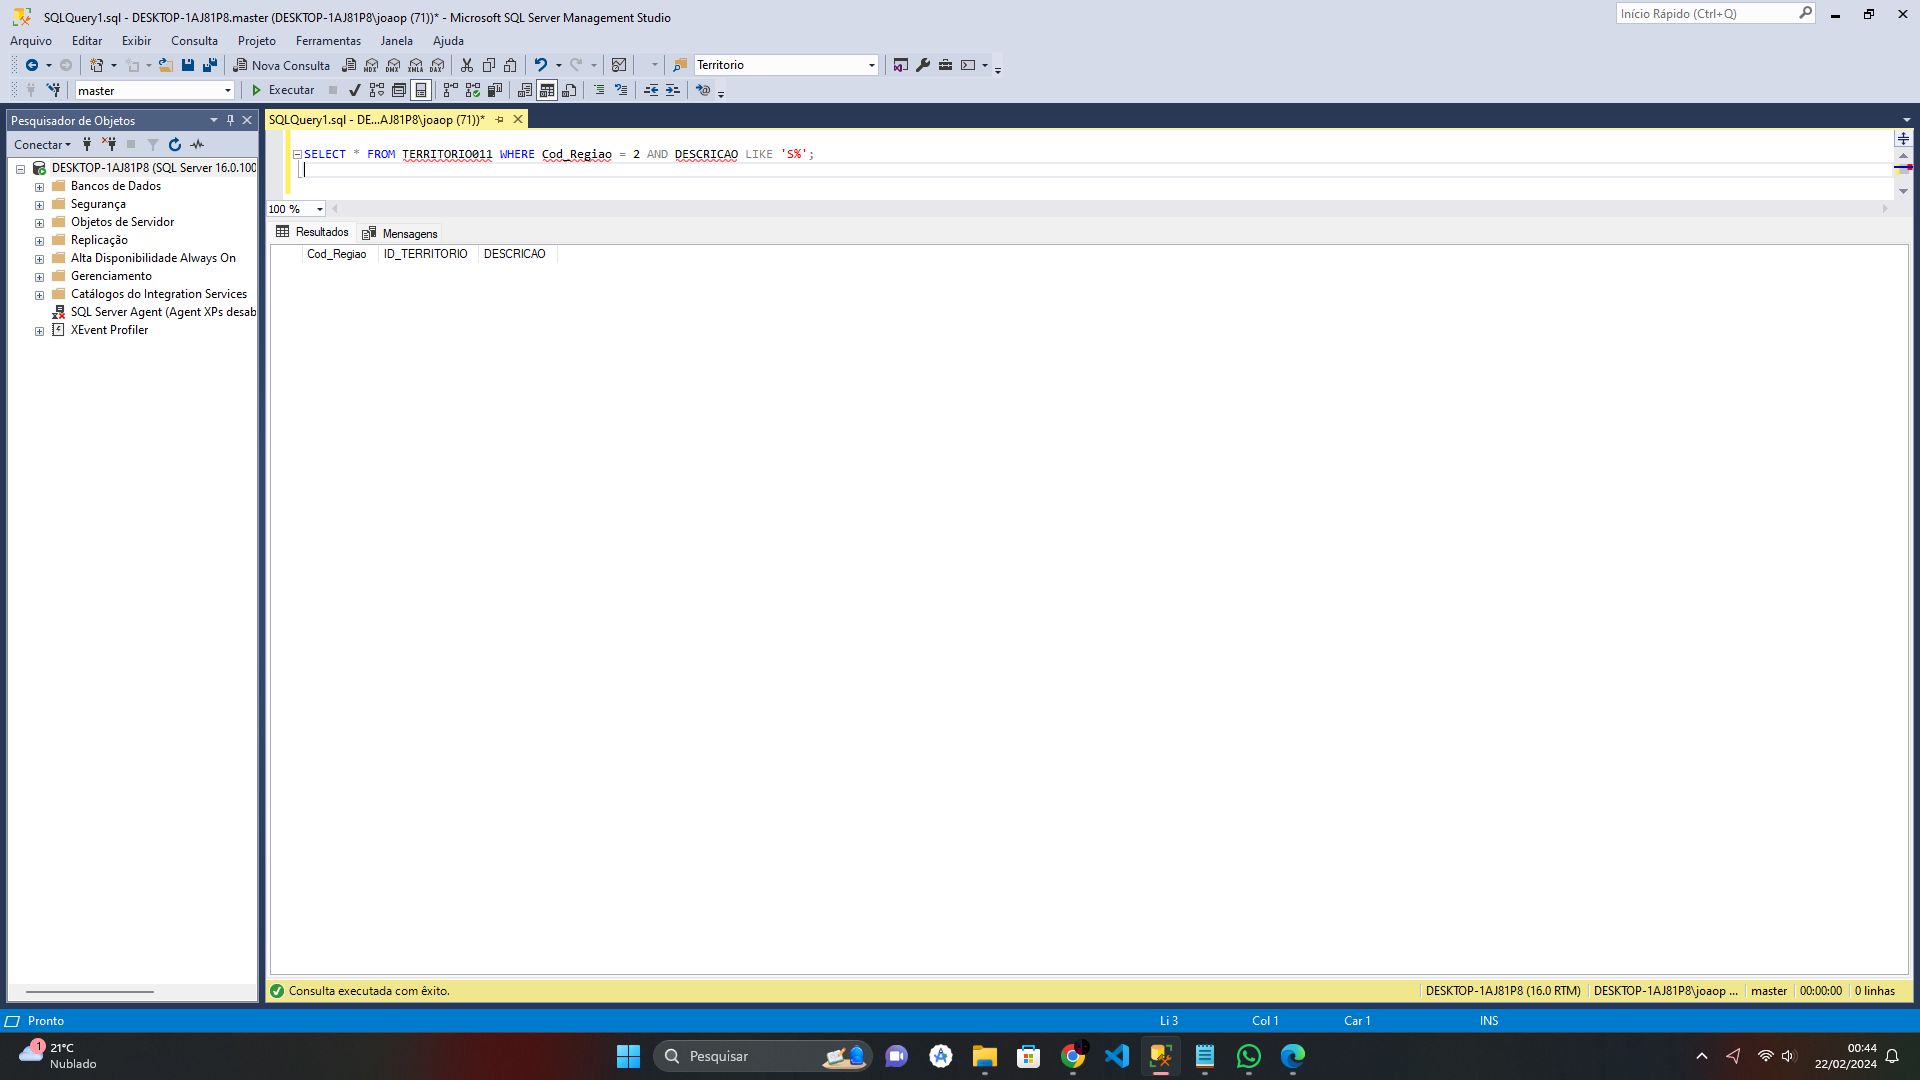 SQLQuery1.sql - DESKTOP-1AJ81P8.master (DESKTOP-1AJ81P8\joaop (71))* - Microsoft SQL Server Management Studio
Início Rápido (Ctrl+Q)
Arquivo Editar Exibir Consulta Projeto Ferramentas Janela Ajuda
Nova Consulta MDX DMX XMLA DAX Territorio
master Executar
Pesquisador de Objetos
SQLQuery1.sql - DE...AJ81P8\joaop (71))*
Conectar
DESKTOP-1AJ81P8 (SQL Server 16.0.100
Bancos de Dados
Segurança
Objetos de Servidor
Replicação
Alta Disponibilidade Always On
Gerenciamento
Catálogos do Integration Services
SQL Server Agent (Agent XPs desab
XEvent Profiler
SELECT * FROM TERRITORIO011 WHERE Cod_Regiao = 2 AND DESCRICAO LIKE 'S%';
100 %
Resultados Mensagens
Cod_Regiao ID_TERRITORIO DESCRICAO
Consulta executada com êxito.
DESKTOP-1AJ81P8 (16.0 RTM) DESKTOP-1AJ81P8\joaop ... master 00:00:00 0 linhas
Pronto Li 3 Col 1 Car 1 INS
1
21°C
Nublado
Pesquisar
00:44
22/02/2024